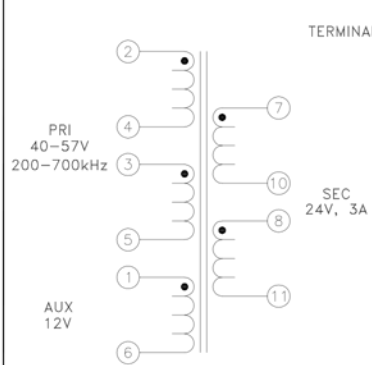 TERMINAL
2
4
PRI
40-57V
200-700kHz
3
5
1
AUX
12V
6
7
10
SEC
24V, 3A
8
11